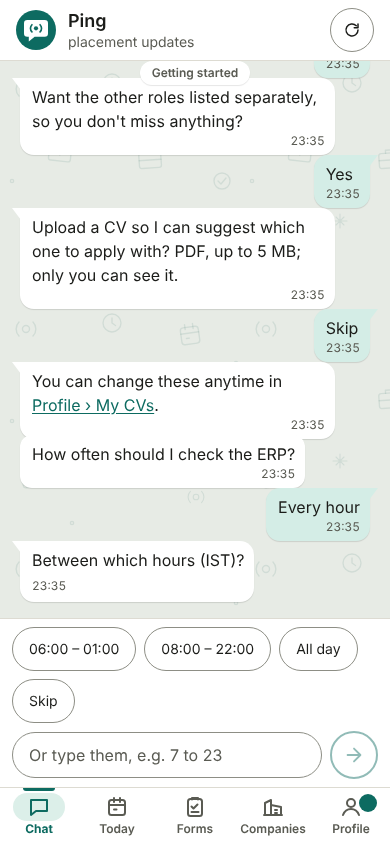 Ping
placement updates
23:35
Getting started
Want the other roles listed separately,
so you don't miss anything?
23:35
Yes
23:35
Upload a CV so I can suggest which
one to apply with? PDF, up to 5 MB;
only you can see it.
23:35
Skip
23:35
You can change these anytime in
Profile › My CVs.
23:35
How often should I check the ERP?
23:35
Every hour
23:35
Between which hours (IST)?
23:35
06:00 – 01:00
08:00 – 22:00
All day
Skip
Or type them, e.g. 7 to 23
Chat
Today
Forms
Companies
Profile